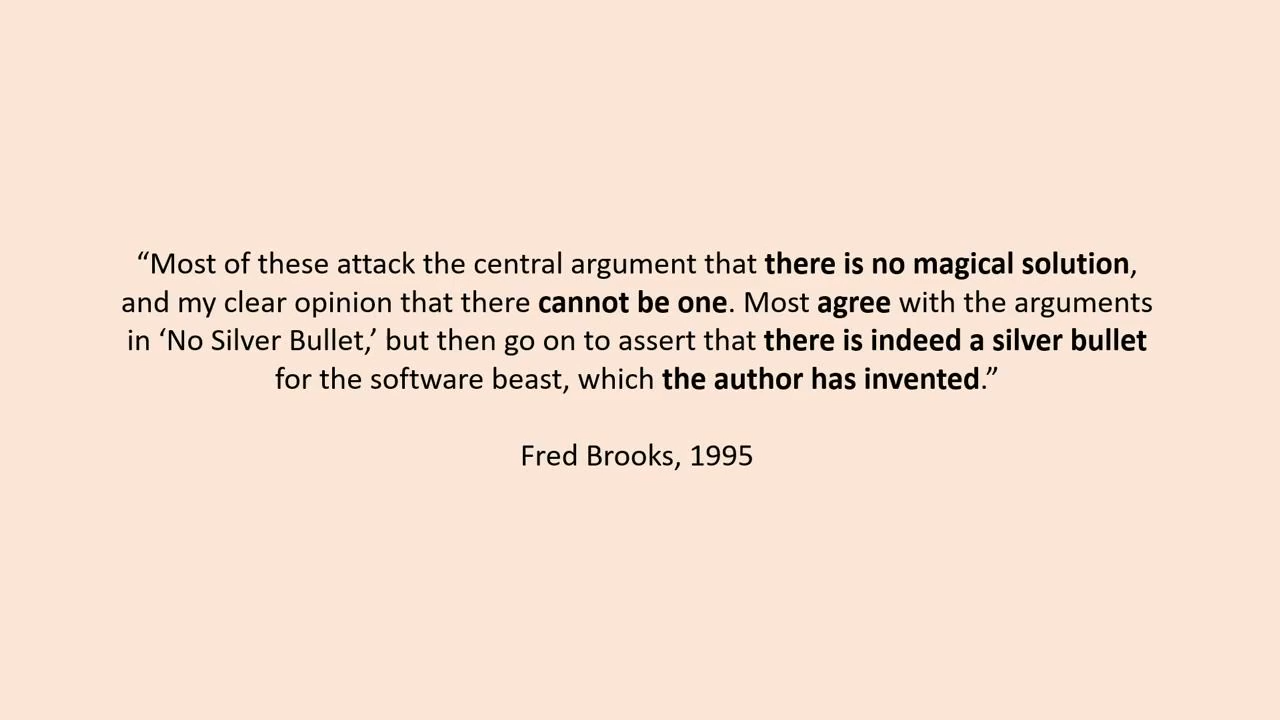 “Most of these attack the central argument that there is no magical solution,
and my clear opinion that there cannot be one. Most agree with the arguments
in ‘No Silver Bullet,’ but then go on to assert that there is indeed a silver bullet
for the software beast, which the author has invented.”
Fred Brooks, 1995